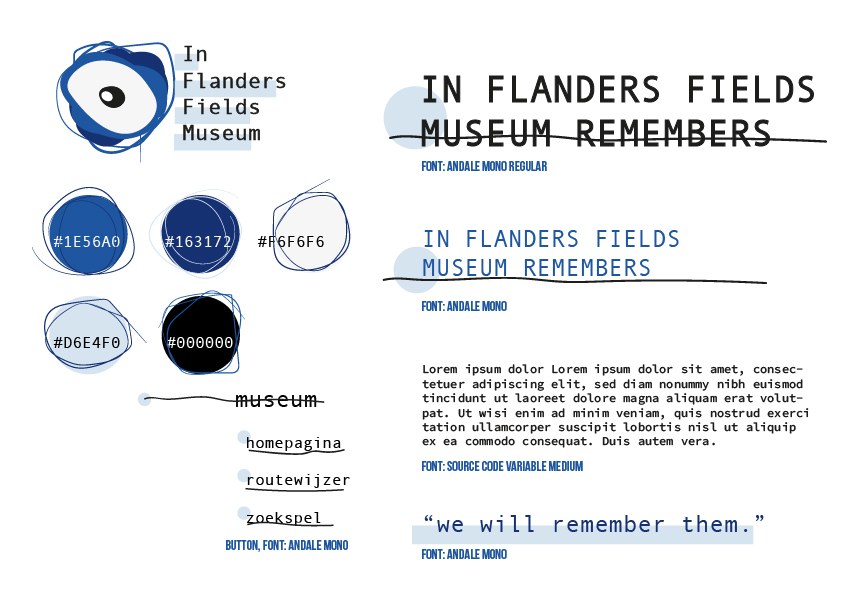 In
Flanders
Fields
Museum
#1E56A0
#163172
#F6F6F6
#D6E4F0
#000000
museum
homepagina
routewijzer
zoekspel
BUTTON, FONT: ANDALE MONO
IN FLANDERS FIELDS
MUSEUM REMEMBERS
FONT: ANDALE MONO REGULAR
IN FLANDERS FIELDS
MUSEUM REMEMBERS
FONT: ANDALE MONO
Lorem ipsum dolor Lorem ipsum dolor sit amet, consec-
tetuer adipiscing elit, sed diam nonummy nibh euismod
tincidunt ut laoreet dolore magna aliquam erat volut-
pat. Ut wisi enim ad minim veniam, quis nostrud exerci
tation ullamcorper suscipit lobortis nisl ut aliquip
ex ea commodo consequat. Duis autem vera.
FONT: SOURCE CODE VARIABLE MEDIUM
“we will remember them.”
FONT: ANDALE MONO